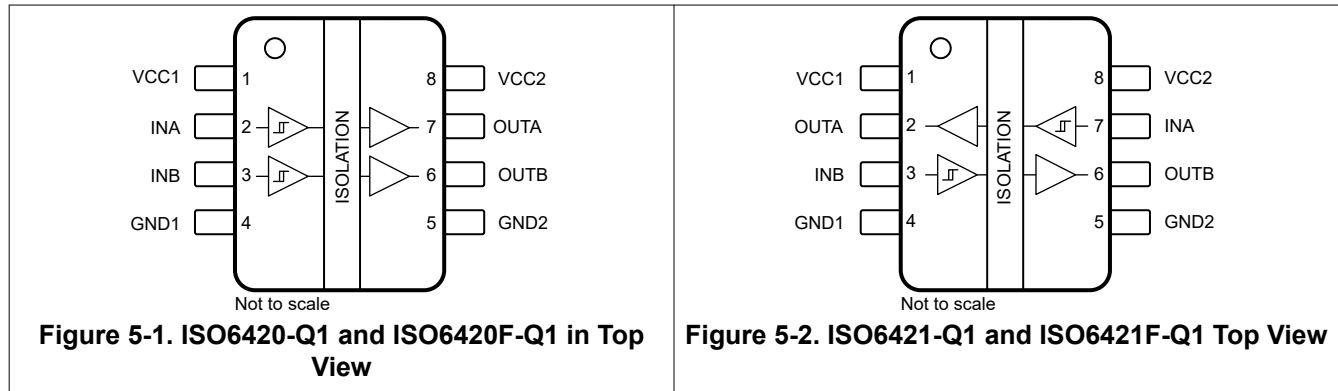 VCC1 1 8 VCC2
INA 2 7 OUTA
INB 3 6 OUTB
GND1 4 5 GND2
ISOLATION
Not to scale
Figure 5-1. ISO6420-Q1 and ISO6420F-Q1 in Top
View
VCC1 1 8 VCC2
OUTA 2 7 INA
INB 3 6 OUTB
GND1 4 5 GND2
ISOLATION
Not to scale
Figure 5-2. ISO6421-Q1 and ISO6421F-Q1 Top View